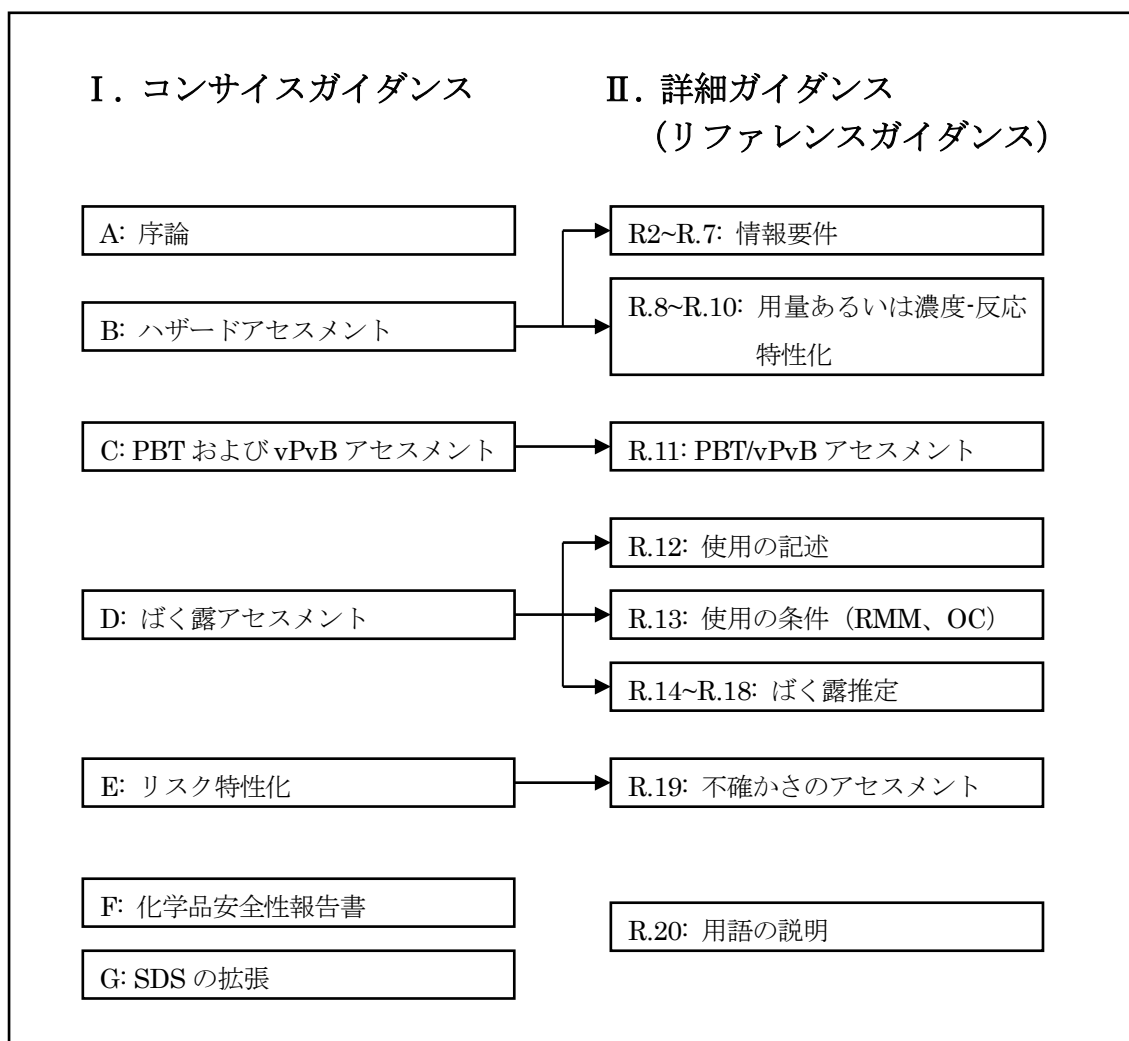 Ⅰ. コンサイスガイダンス
Ⅱ. 詳細ガイダンス
(リファレンスガイダンス)
A: 序論
R2~R.7: 情報要件
B: ハザードアセスメント
R.8~R.10: 用量あるいは濃度-反応
特性化
C: PBT および vPvB アセスメント
R.11: PBT/vPvB アセスメント
R.12: 使用の記述
D: ばく露アセスメント
R.13: 使用の条件（RMM、OC）
R.14~R.18: ばく露推定
E: リスク特性化
R.19: 不確かさのアセスメント
F: 化学品安全性報告書
R.20: 用語の説明
G: SDS の拡張